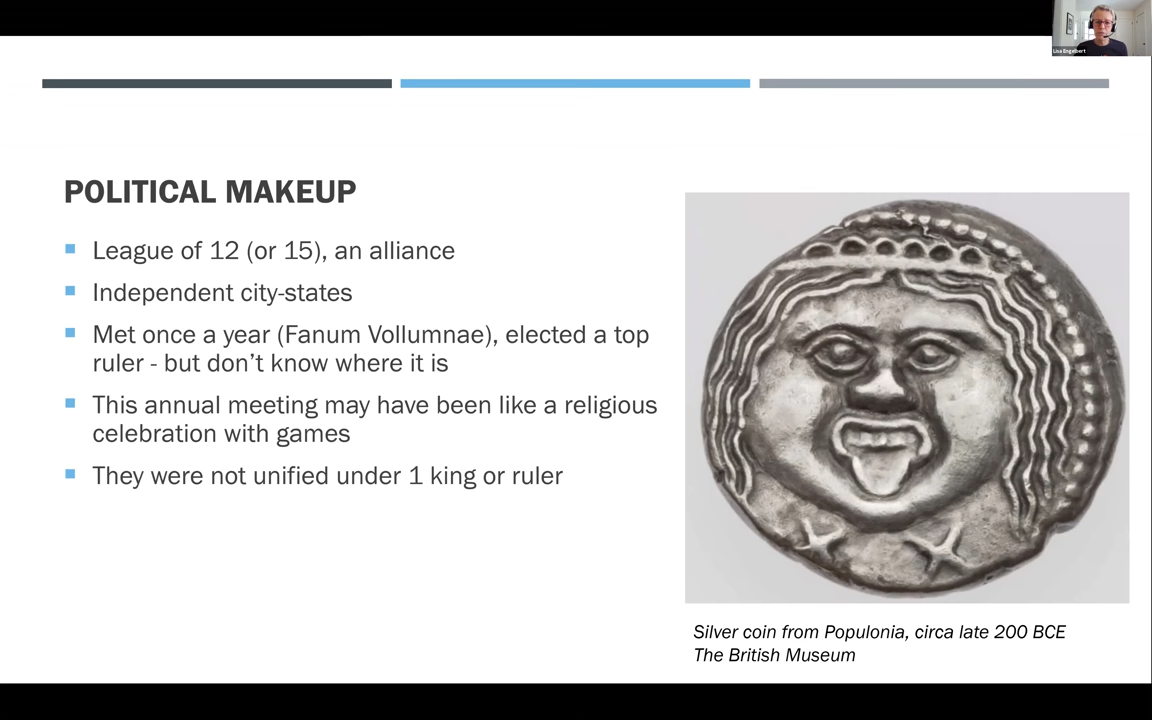 Lisa Engelbert
POLITICAL MAKEUP
League of 12 (or 15), an alliance
Independent city-states
Met once a year (Fanum Vollumnae), elected a top
ruler - but don't know where it is
This annual meeting may have been like a religious
celebration with games
They were not unified under 1 king or ruler
Silver coin from Populonia, circa late 200 BCE
The British Museum